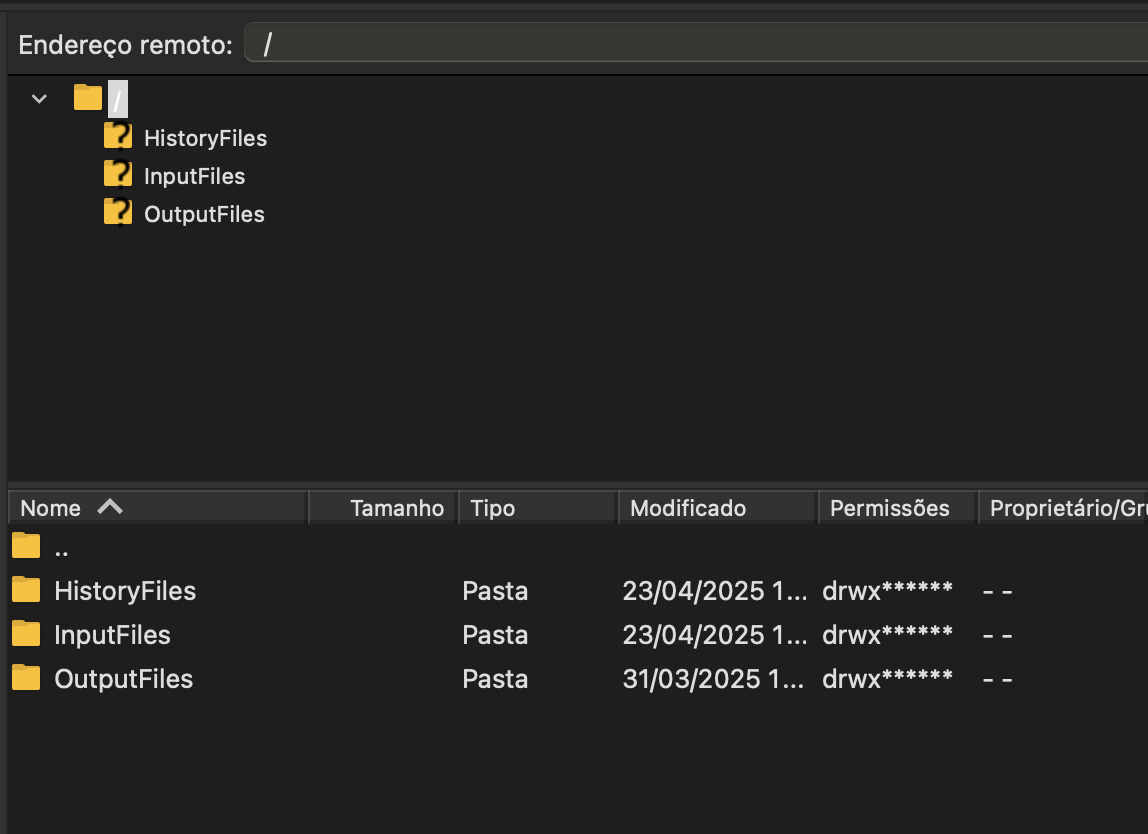 Endereço remoto: /
/
HistoryFiles
InputFiles
OutputFiles
Nome Tamanho Tipo Modificado Permissões Proprietário/Gru
..
HistoryFiles Pasta 23/04/2025 1... drwx****** - -
InputFiles Pasta 23/04/2025 1... drwx****** - -
OutputFiles Pasta 31/03/2025 1... drwx****** - -